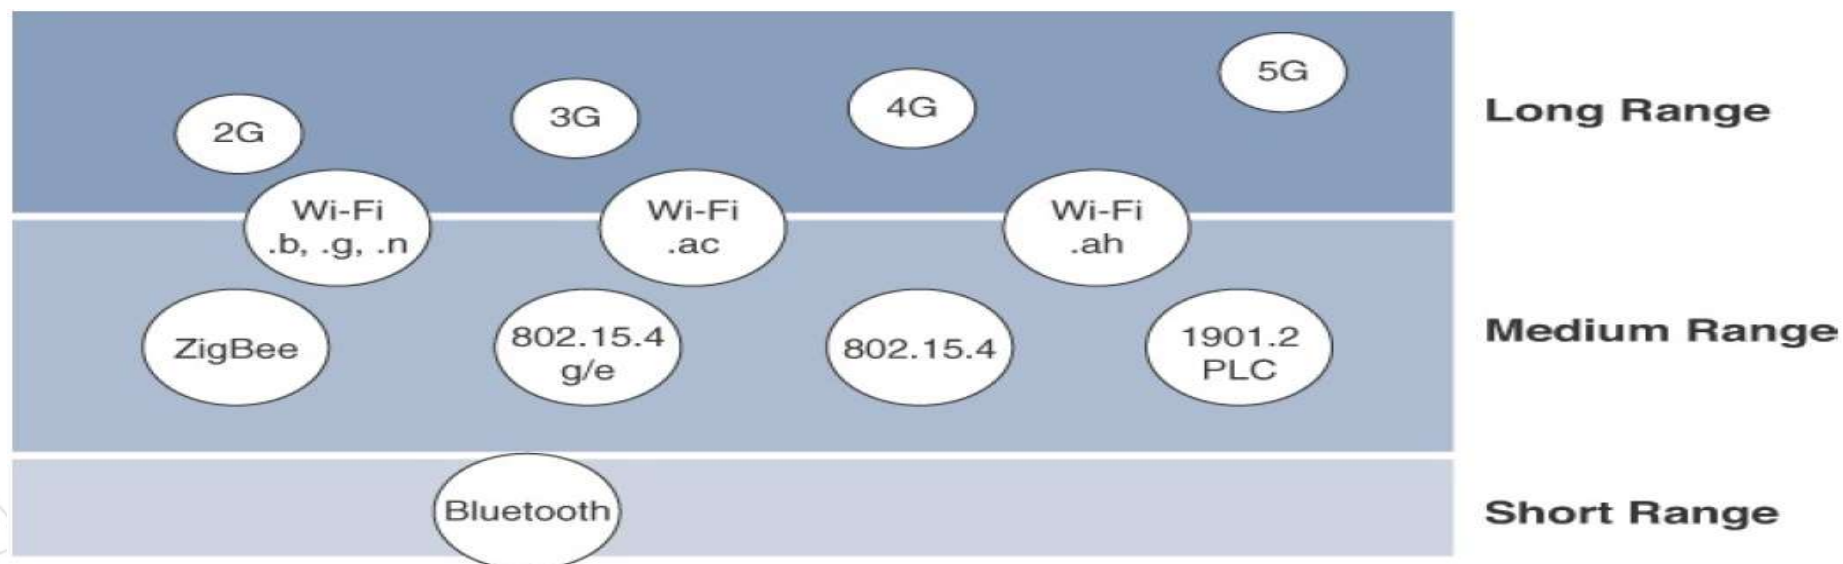 5G
4G
3G
2G
Long Range
Wi-Fi
.b, .g, .n
Wi-Fi
.ac
Wi-Fi
.ah
ZigBee
802.15.4
g/e
802.15.4
1901.2
PLC
Medium Range
Bluetooth
Short Range